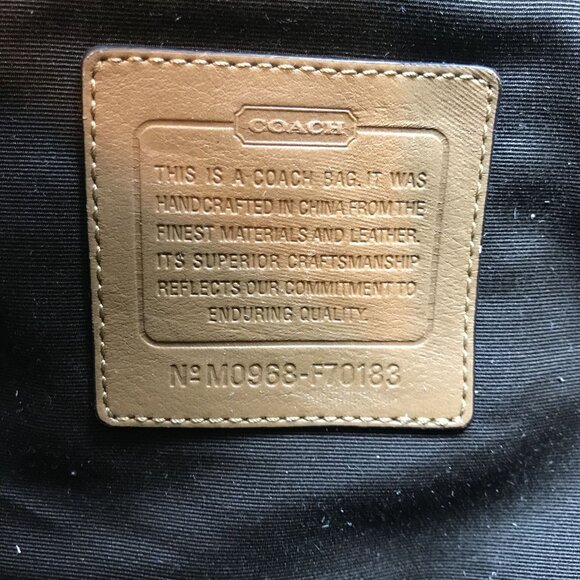 COACH
THIS IS A COACH BAG. IT WAS
HANDCRAFTED IN CHINA FROM THE
FINEST MATERIALS AND LEATHER.
IT'S SUPERIOR CRAFTSMANSHIP
REFLECTS OUR COMMITMENT TO
ENDURING QUALITY.
Nº M0968-F70183